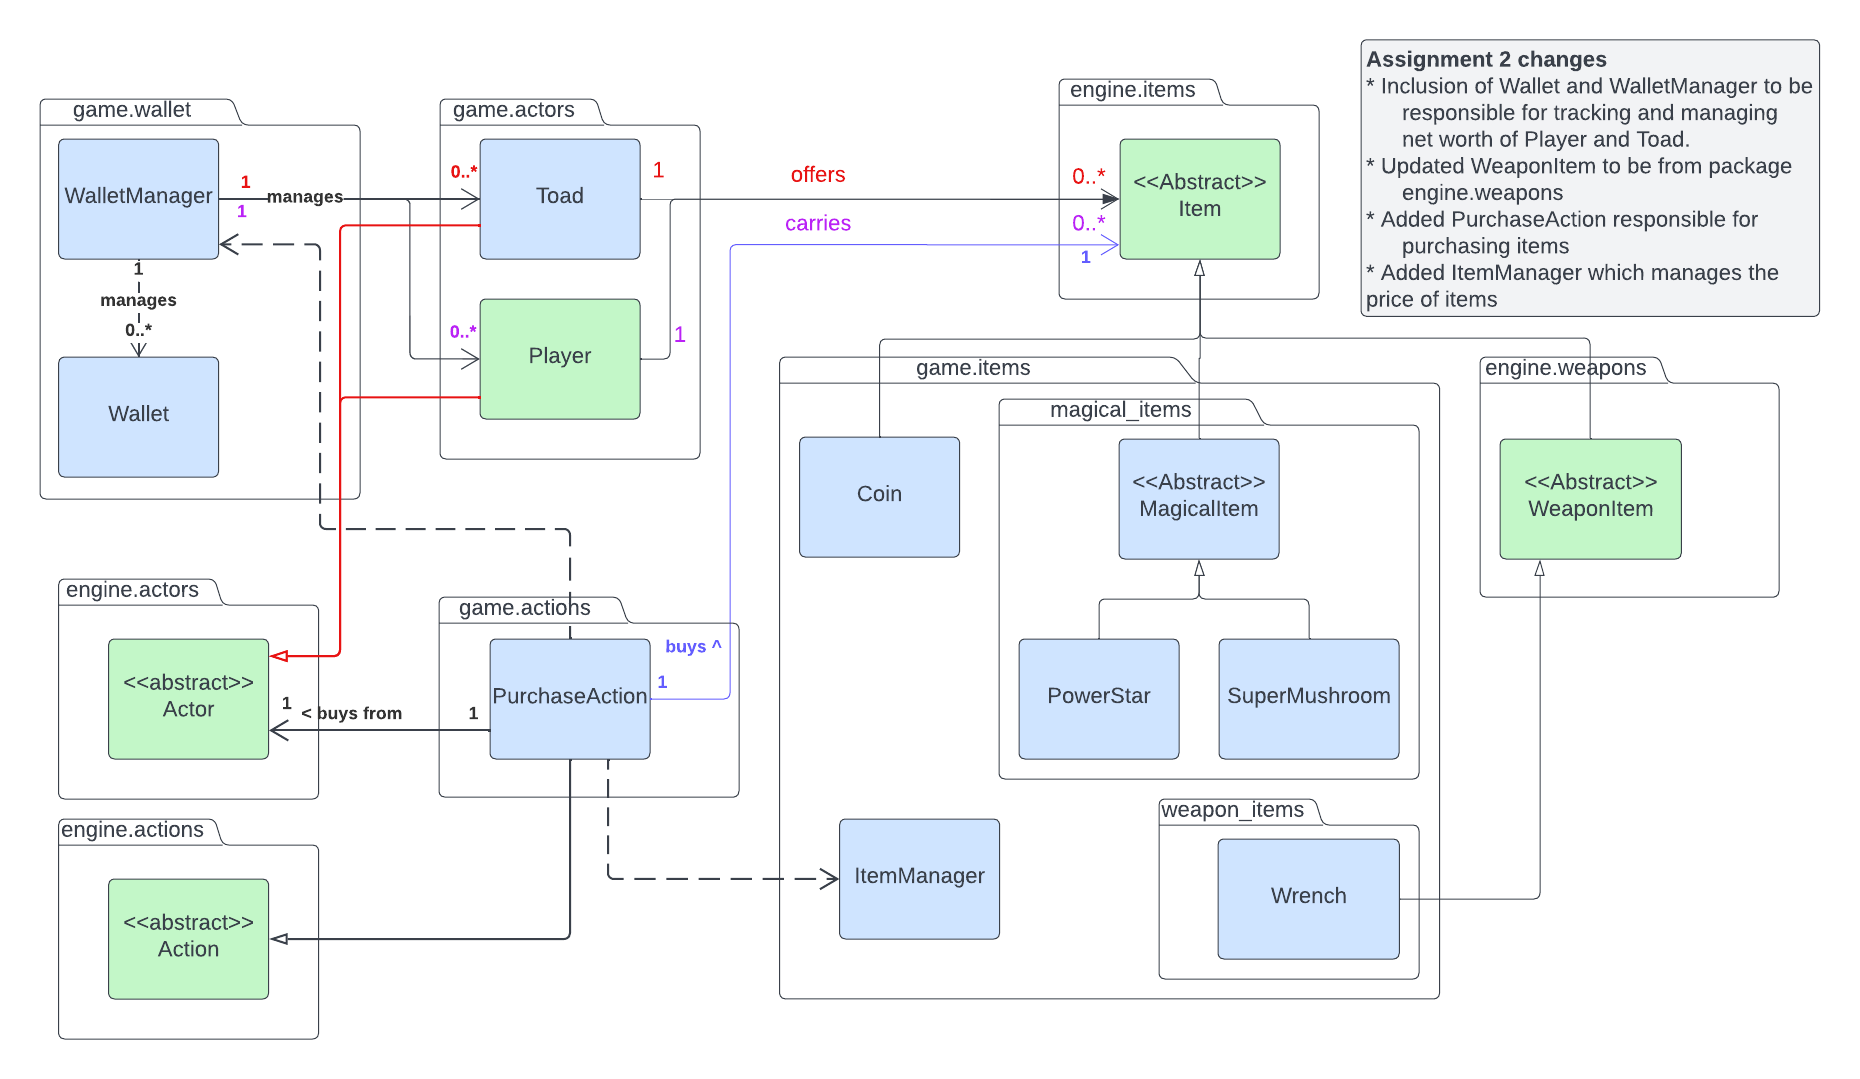 Assignment 2 changes
* Inclusion of Wallet and WalletManager to be
responsible for tracking and managing
net worth of Player and Toad.
* Updated WeaponItem to be from package
engine.weapons
* Added PurchaseAction responsible for
purchasing items
* Added ItemManager which manages the
price of items
game.wallet
WalletManager
1
1
manages
1
manages
0..*
Wallet
game.actors
0..*
Toad
1
0..*
Player
1
offers
carries
engine.items
0..*
<<Abstract>>
Item
0..*
1
game.items
Coin
magical_items
<<Abstract>>
MagicalItem
PowerStar
SuperMushroom
ItemManager
weapon_items
Wrench
engine.weapons
<<Abstract>>
WeaponItem
engine.actors
<<abstract>>
Actor
1
< buys from
1
game.actions
PurchaseAction
buys ^
1
engine.actions
<<abstract>>
Action